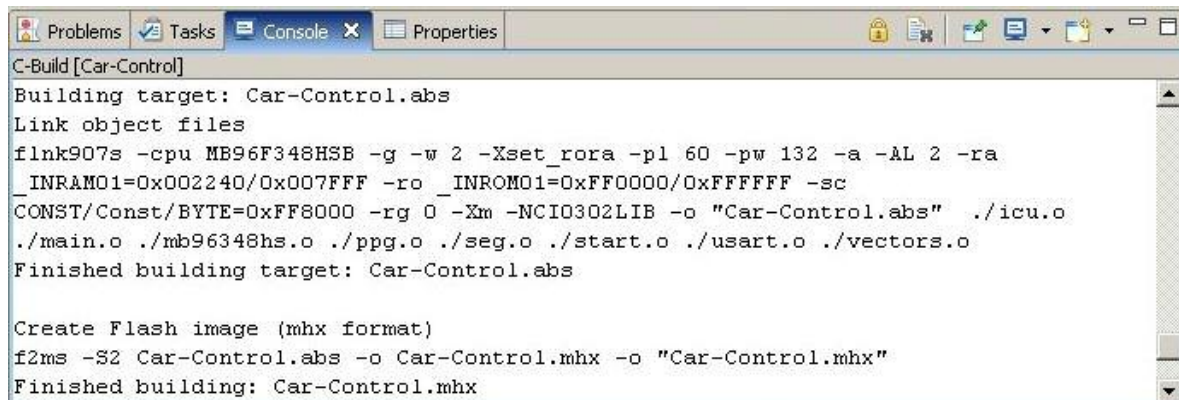 Problems Tasks Console Properties
C-Build [Car-Control]
Building target: Car-Control.abs
Link object files
flnk907s -cpu MB96F348HSB -g -w 2 -Xset_rora -pl 60 -pw 132 -a -AL 2 -ra
_INRAM01=0x002240/0x007FFF -ro _INROM01=0xFF0000/0xFFFFFF -sc
CONST/Const/BYTE=0xFF8000 -rg 0 -Xm -NCI0302LIB -o "Car-Control.abs" ./icu.o
./main.o ./mb96348hs.o ./ppg.o ./seg.o ./start.o ./usart.o ./vectors.o
Finished building target: Car-Control.abs
Create Flash image (mhx format)
f2ms -S2 Car-Control.abs -o Car-Control.mhx -o "Car-Control.mhx"
Finished building: Car-Control.mhx